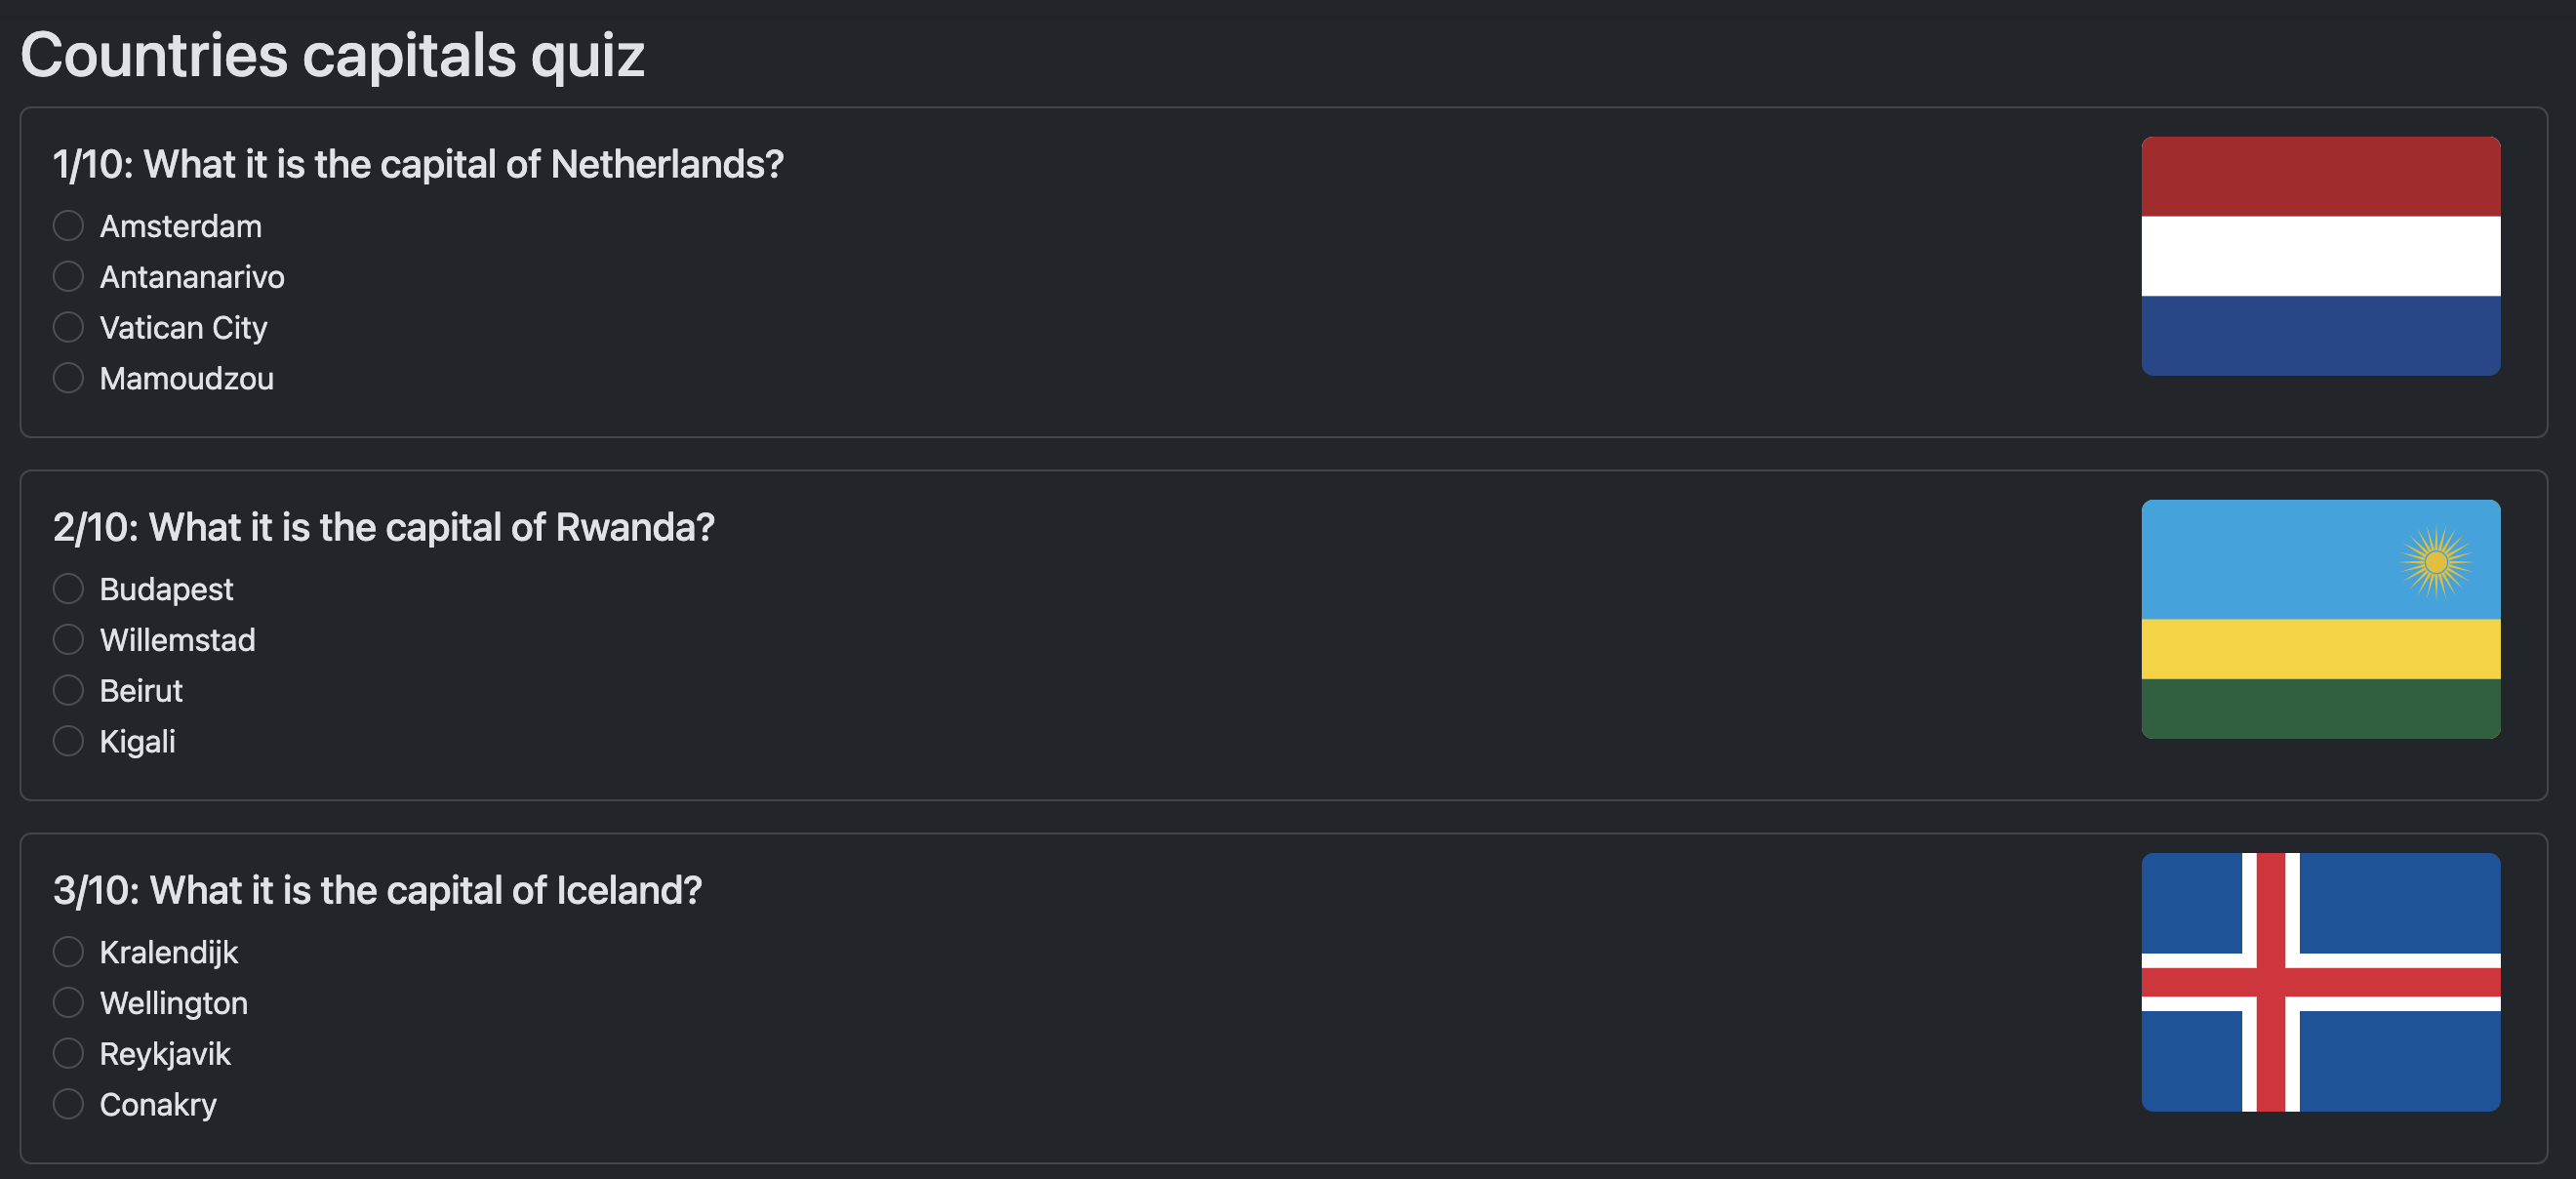 Countries capitals quiz
1/10: What it is the capital of Netherlands?
Amsterdam
Antananarivo
Vatican City
Mamoudzou
2/10: What it is the capital of Rwanda?
Budapest
Willemstad
Beirut
Kigali
3/10: What it is the capital of Iceland?
Kralendijk
Wellington
Reykjavik
Conakry